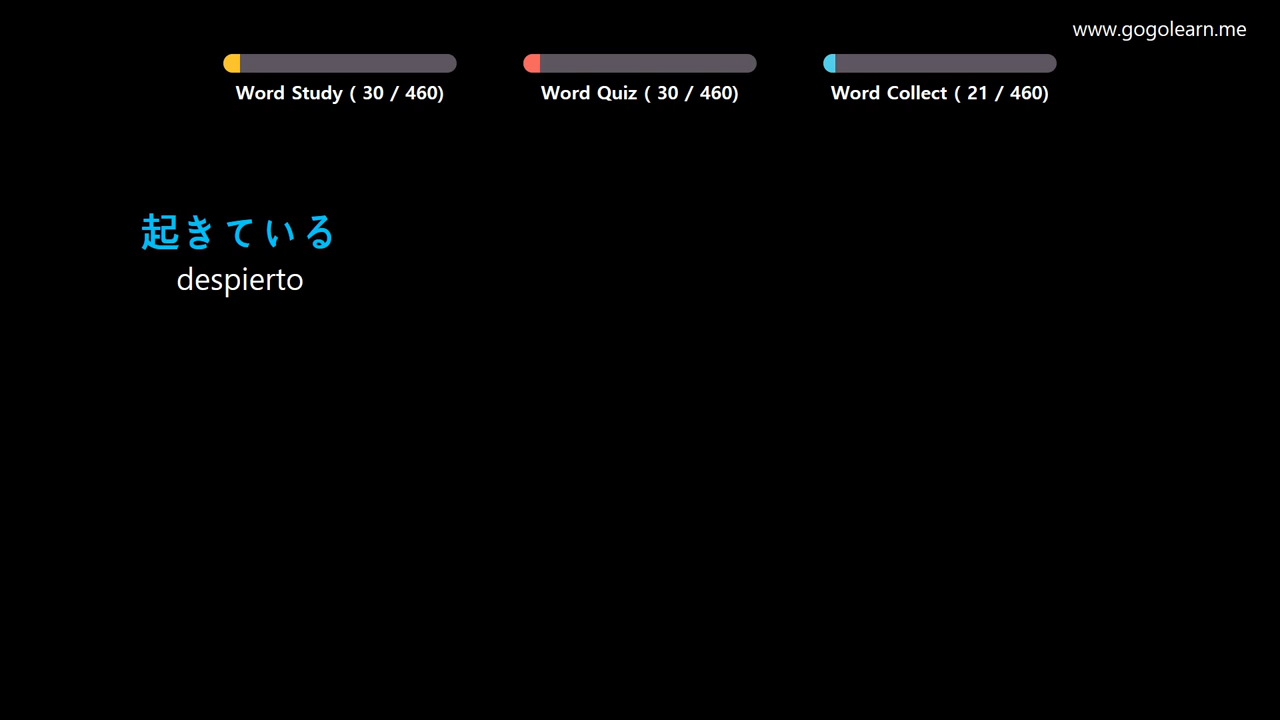 www.gogolearn.me
Word Study ( 30 / 460)
Word Quiz ( 30 / 460)
Word Collect ( 21 / 460)
起きている
despierto